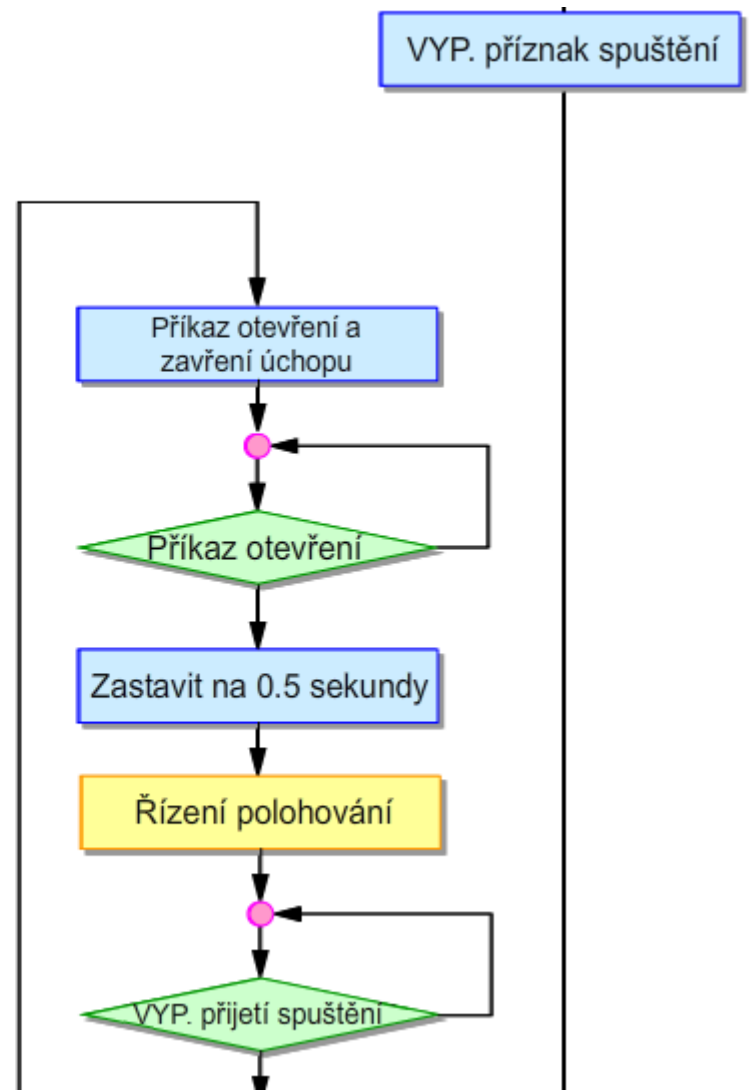 VYP. příznak spuštění
Příkaz otevření a
zavření úchopu
Příkaz otevření
Zastavit na 0.5 sekundy
Řízení polohování
VYP. přijetí spuštění